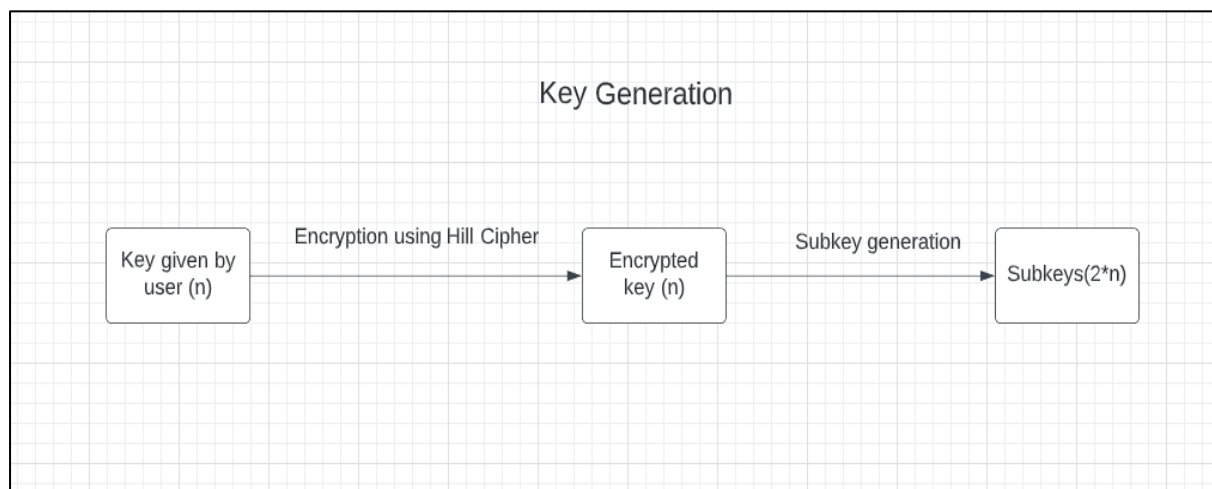 Key Generation
Encryption using Hill Cipher
Subkey generation
Key given by
user (n)
Encrypted
key (n)
Subkeys(2*n)